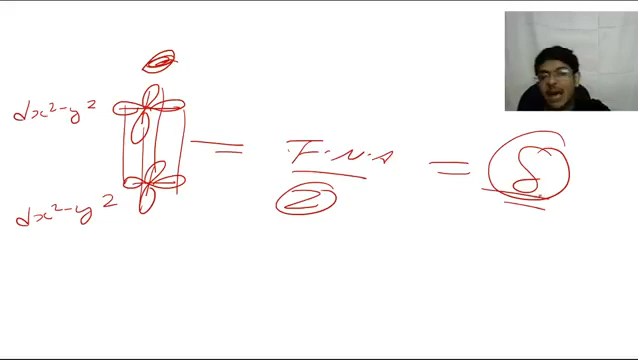 dx²-y²
dx²-y²
=
F.N.A
2
= δ